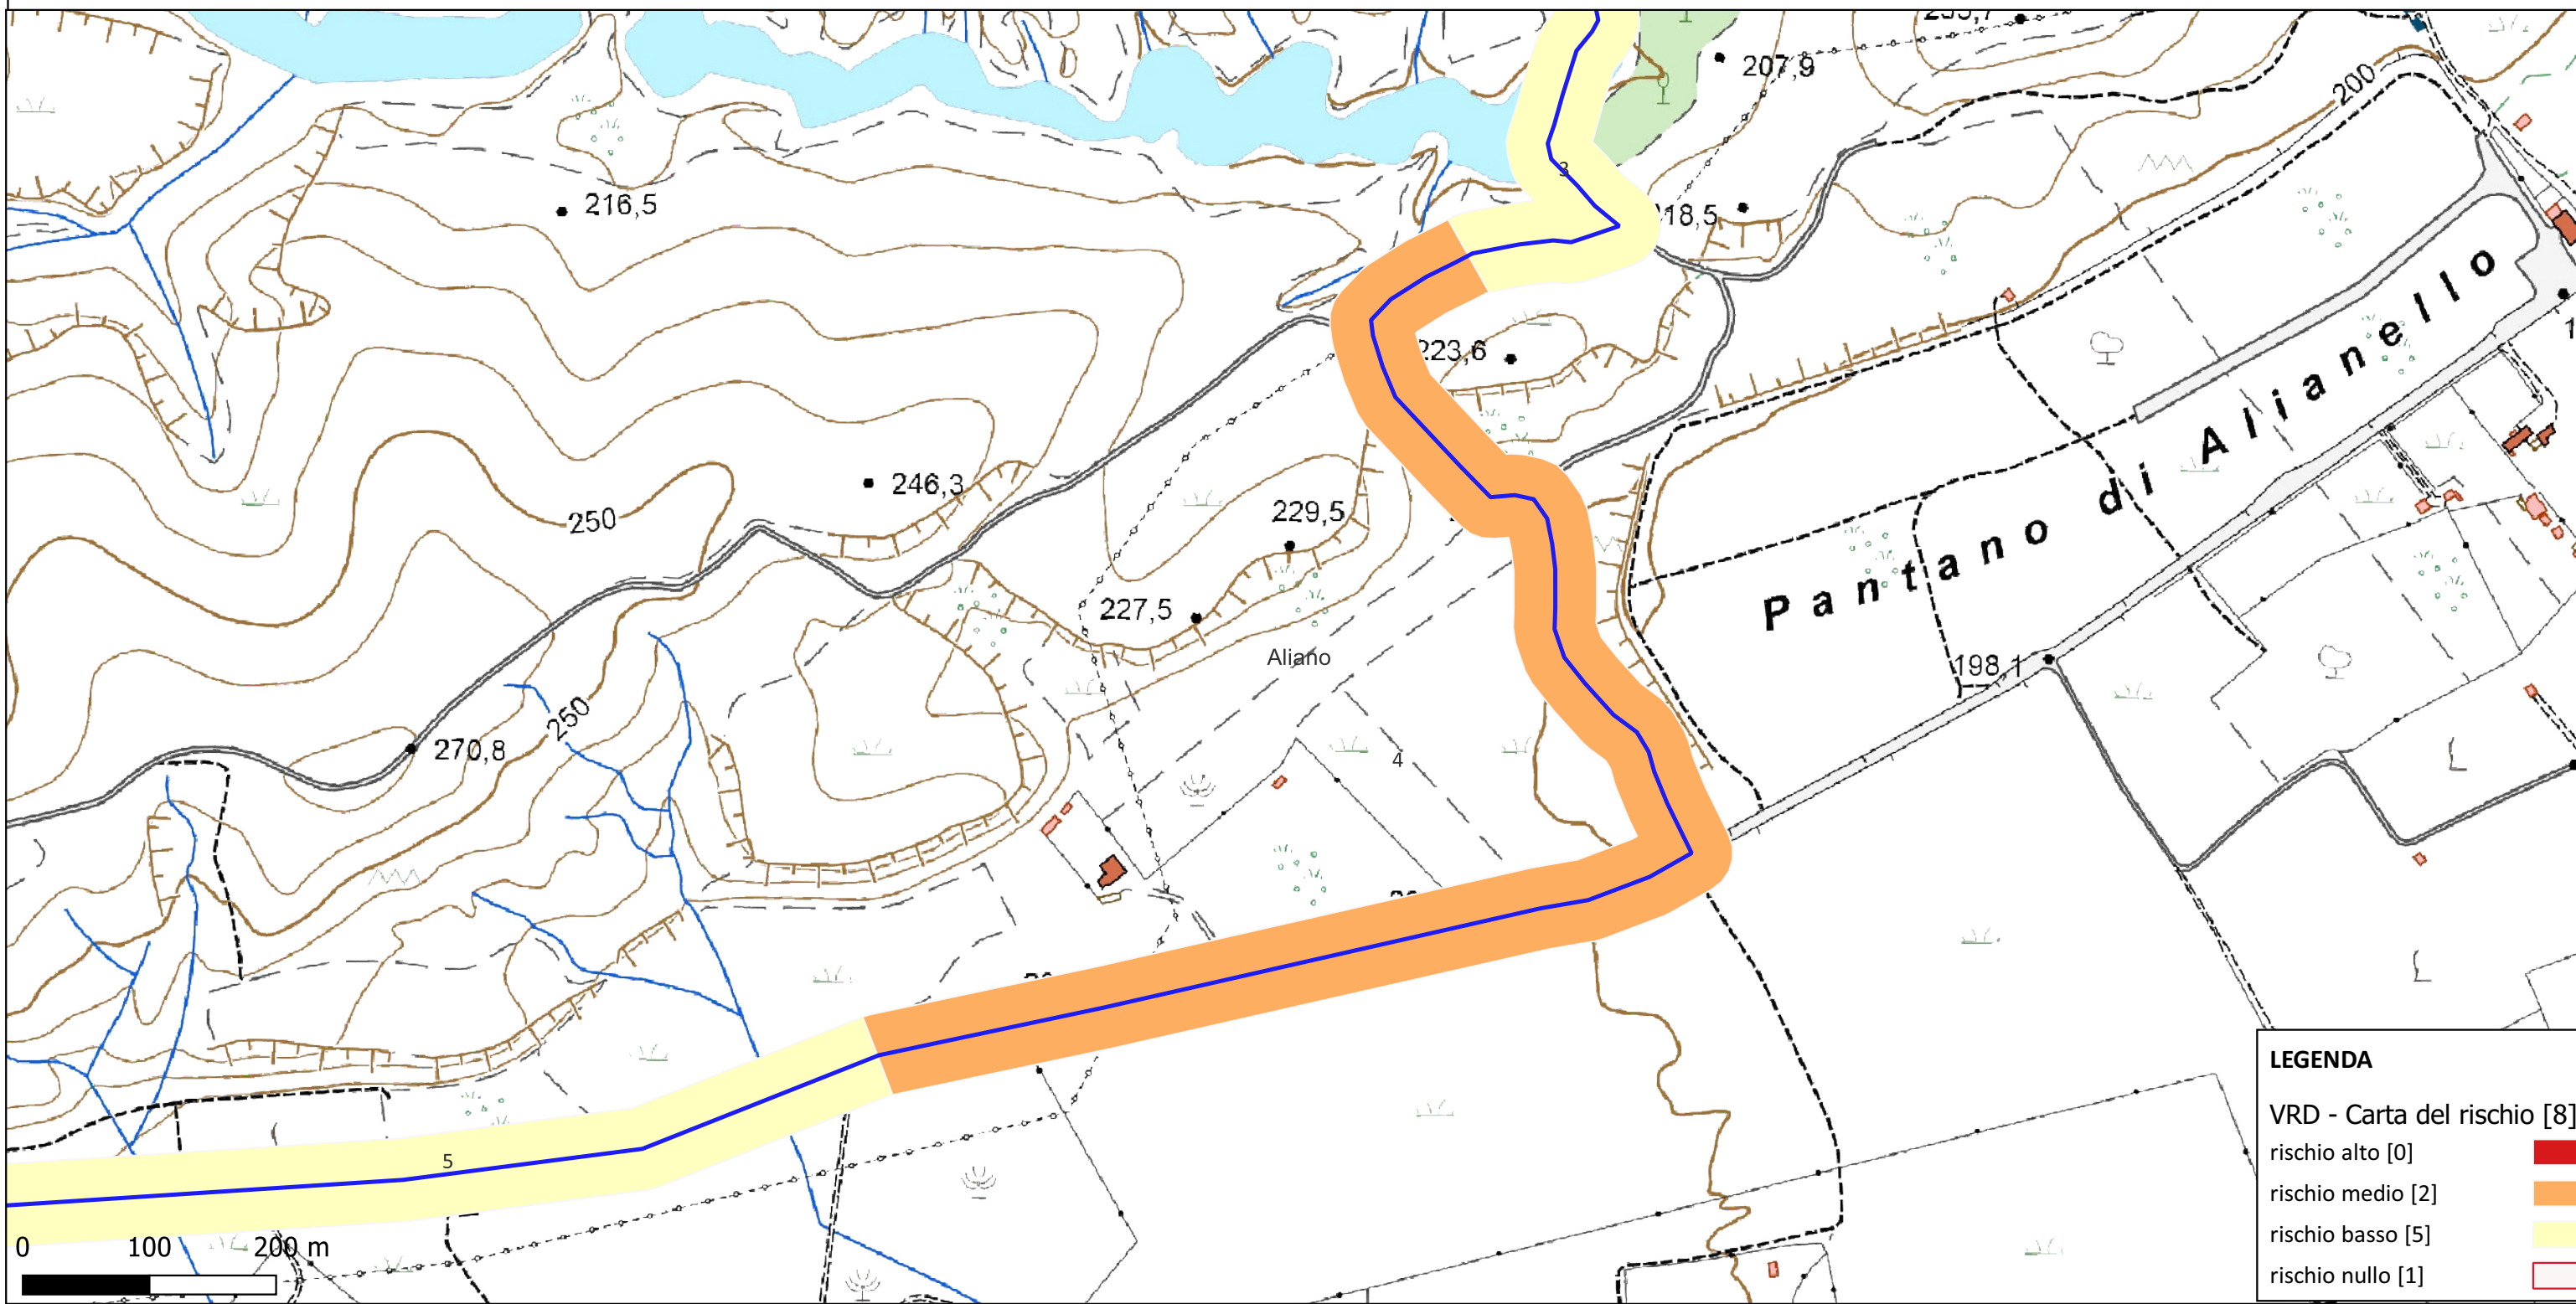 207,9
200
3
216,5
223,6
Pantano di Alianello
246,3
250
229,5
227,5
Aliano
198,1
250
270,8
4
5
0 100 200 m
LEGENDA
VRD - Carta del rischio [8]
rischio alto [0]
rischio medio [2]
rischio basso [5]
rischio nullo [1]